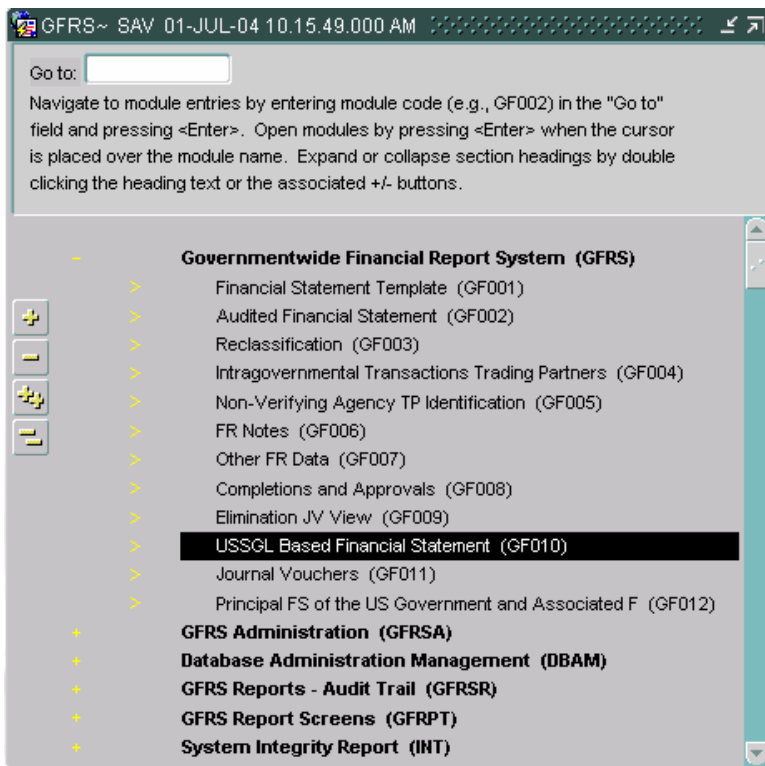 GFRS~ SAV 01-JUL-04 10.15.49.000 AM
Go to:
Navigate to module entries by entering module code (e.g., GF002) in the "Go to"
field and pressing <Enter>. Open modules by pressing <Enter> when the cursor
is placed over the module name. Expand or collapse section headings by double
clicking the heading text or the associated +/- buttons.
− Governmentwide Financial Report System (GFRS)
> Financial Statement Template (GF001)
> Audited Financial Statement (GF002)
> Reclassification (GF003)
> Intragovernmental Transactions Trading Partners (GF004)
> Non-Verifying Agency TP Identification (GF005)
> FR Notes (GF006)
> Other FR Data (GF007)
> Completions and Approvals (GF008)
> Elimination JV View (GF009)
> USSGL Based Financial Statement (GF010)
> Journal Vouchers (GF011)
> Principal FS of the US Government and Associated F (GF012)
+ GFRS Administration (GFRSA)
+ Database Administration Management (DBAM)
+ GFRS Reports - Audit Trail (GFRSR)
+ GFRS Report Screens (GFRPT)
+ System Integrity Report (INT)